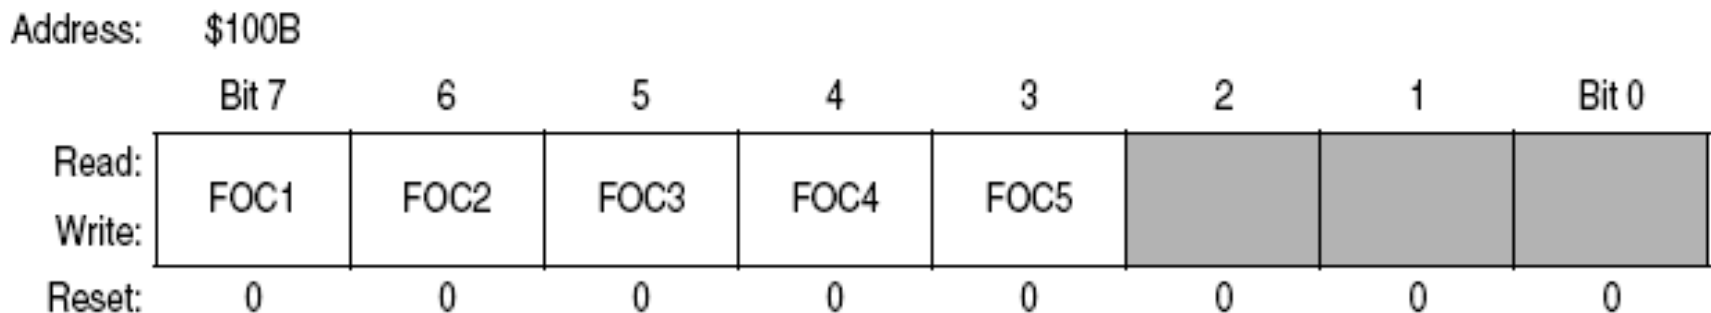 Address: $100B
Bit 7 6 5 4 3 2 1 Bit 0
Read:
FOC1 FOC2 FOC3 FOC4 FOC5
Write:
Reset: 0 0 0 0 0 0 0 0